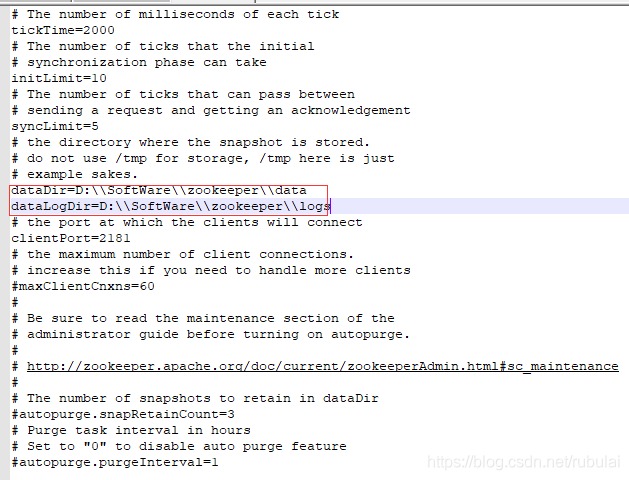 # The number of milliseconds of each tick
tickTime=2000
# The number of ticks that the initial
# synchronization phase can take
initLimit=10
# The number of ticks that can pass between
# sending a request and getting an acknowledgement
syncLimit=5
# the directory where the snapshot is stored.
# do not use /tmp for storage, /tmp here is just
# example sakes.
dataDir=D:\\SoftWare\\zookeeper\\data
dataLogDir=D:\\SoftWare\\zookeeper\\logs
# the port at which the clients will connect
clientPort=2181
# the maximum number of client connections.
# increase this if you need to handle more clients
#maxClientCnxns=60
#
# Be sure to read the maintenance section of the
# administrator guide before turning on autopurge.
#
# http://zookeeper.apache.org/doc/current/zookeeperAdmin.html#sc_maintenance
#
# The number of snapshots to retain in dataDir
#autopurge.snapRetainCount=3
# Purge task interval in hours
# Set to "0" to disable auto purge feature
#autopurge.purgeInterval=1
https://blog.csdn.net/rubulai